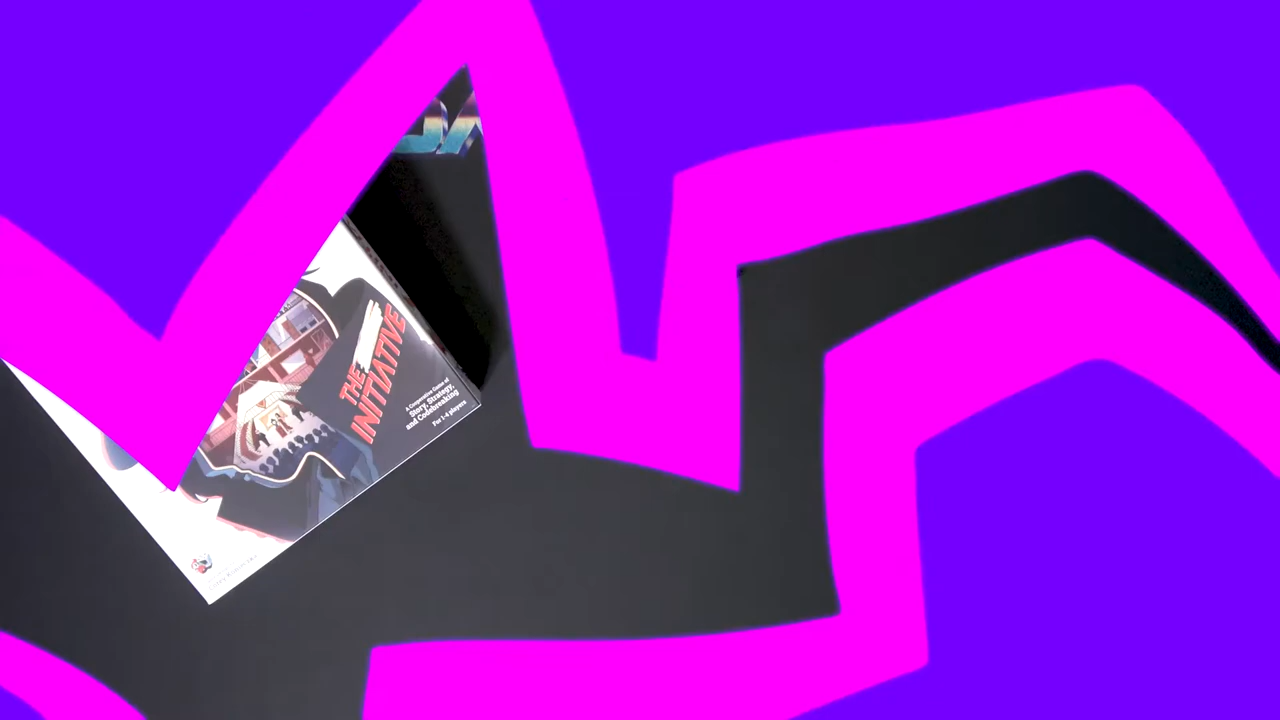 THE
INITIATIVE
A Cooperative Game of
Story, Strategy,
and Codebreaking
For 1-4 players